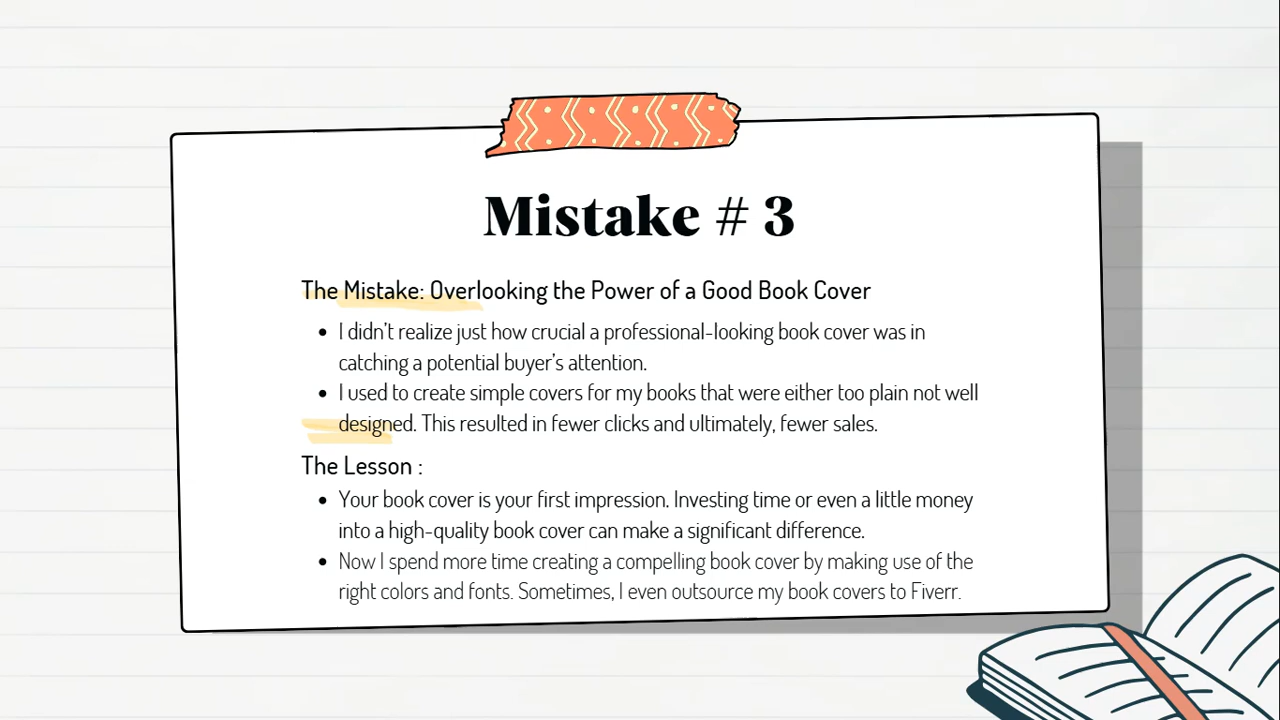 Mistake # 3
The Mistake: Overlooking the Power of a Good Book Cover
• I didn't realize just how crucial a professional-looking book cover was in
catching a potential buyer's attention.
• I used to create simple covers for my books that were either too plain not well
designed. This resulted in fewer clicks and ultimately, fewer sales.
The Lesson :
• Your book cover is your first impression. Investing time or even a little money
into a high-quality book cover can make a significant difference.
• Now I spend more time creating a compelling book cover by making use of the
right colors and fonts. Sometimes, I even outsource my book covers to Fiverr.